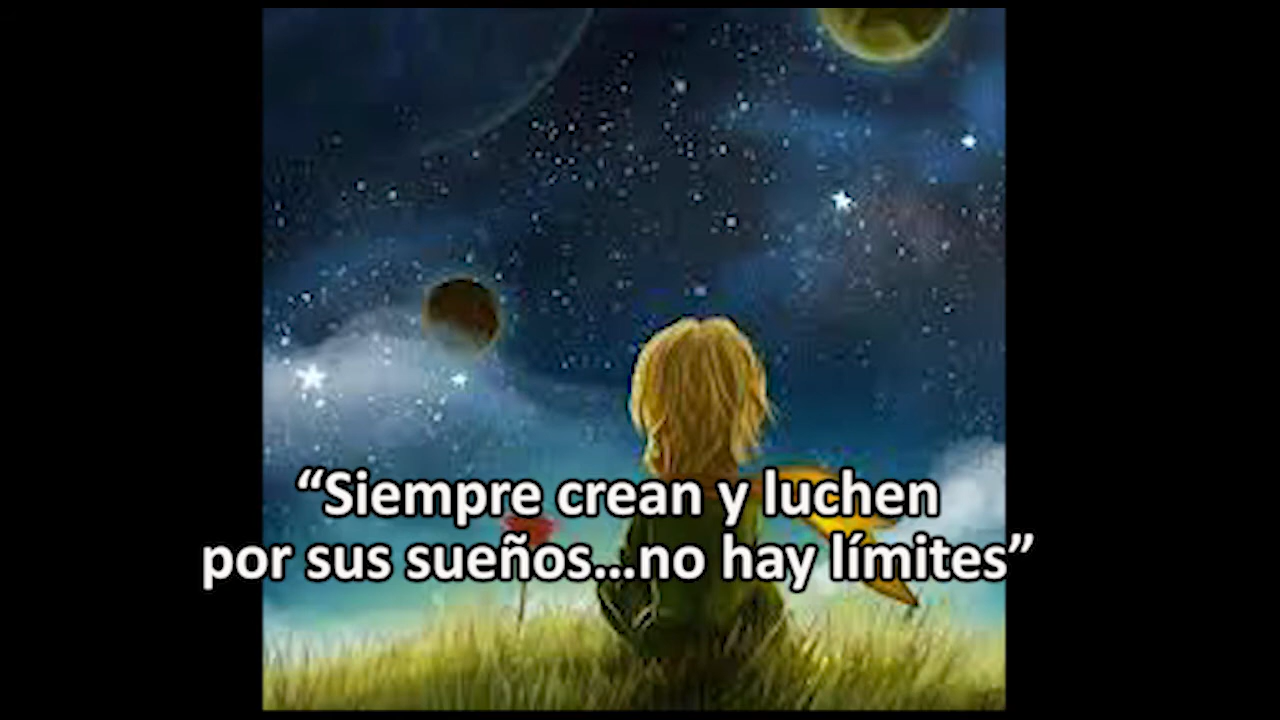 “Siempre crean y luchen
por sus sueños...no hay límites”